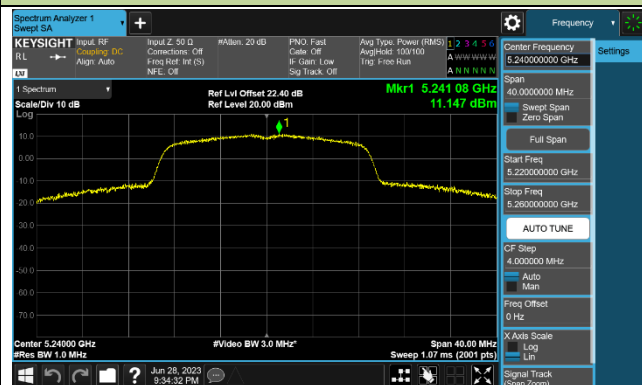 Spectrum Analyzer 1
Swept SA
Frequency
KEYSIGHT
RL
LXI
Input: RF
Coupling: DC
Align: Auto
Input Z: 50 Ω
Corrections: Off
Freq Ref: Int (S)
NFE: Off
#Atten: 20 dB
PNO: Fast
Gate: Off
IF Gain: Low
Sig Track: Off
Avg Type: Power (RMS)
Avg|Hold: 100/100
Trig: Free Run
1 2 3 4 5 6
A W W W W W
A N N N N N
1 Spectrum
Scale/Div 10 dB
Log
Ref Lvl Offset 22.40 dB
Ref Level 20.00 dBm
Mkr1 5.241 08 GHz
11.147 dBm
1
10.0
0.00
-10.0
-20.0
-30.0
-40.0
-50.0
-60.0
-70.0
Center 5.24000 GHz
#Res BW 1.0 MHz
#Video BW 3.0 MHz*
Span 40.00 MHz
Sweep 1.07 ms (2001 pts)
Jun 28, 2023
9:34:32 PM
Center Frequency
5.240000000 GHz
Settings
Span
40.0000000 MHz
Swept Span
Zero Span
Full Span
Start Freq
5.220000000 GHz
Stop Freq
5.260000000 GHz
AUTO TUNE
CF Step
4.000000 MHz
Auto
Man
Freq Offset
0 Hz
X Axis Scale
Log
Lin
Signal Track
(Span Zoom)